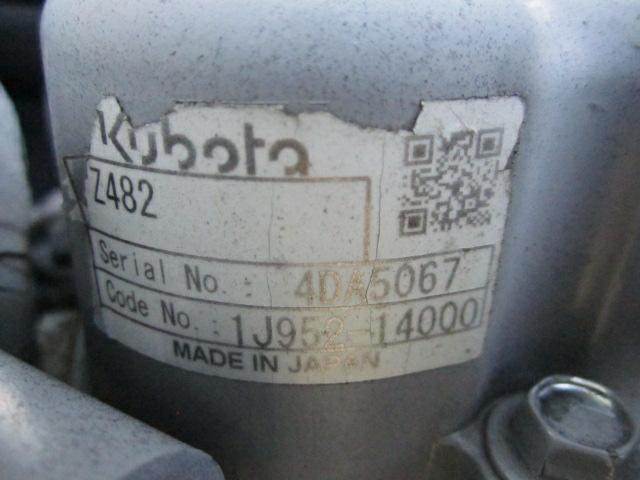 Kubota
Z482
Serial No.: 4DA5067
Code No.: 1J952-14000
MADE IN JAPAN